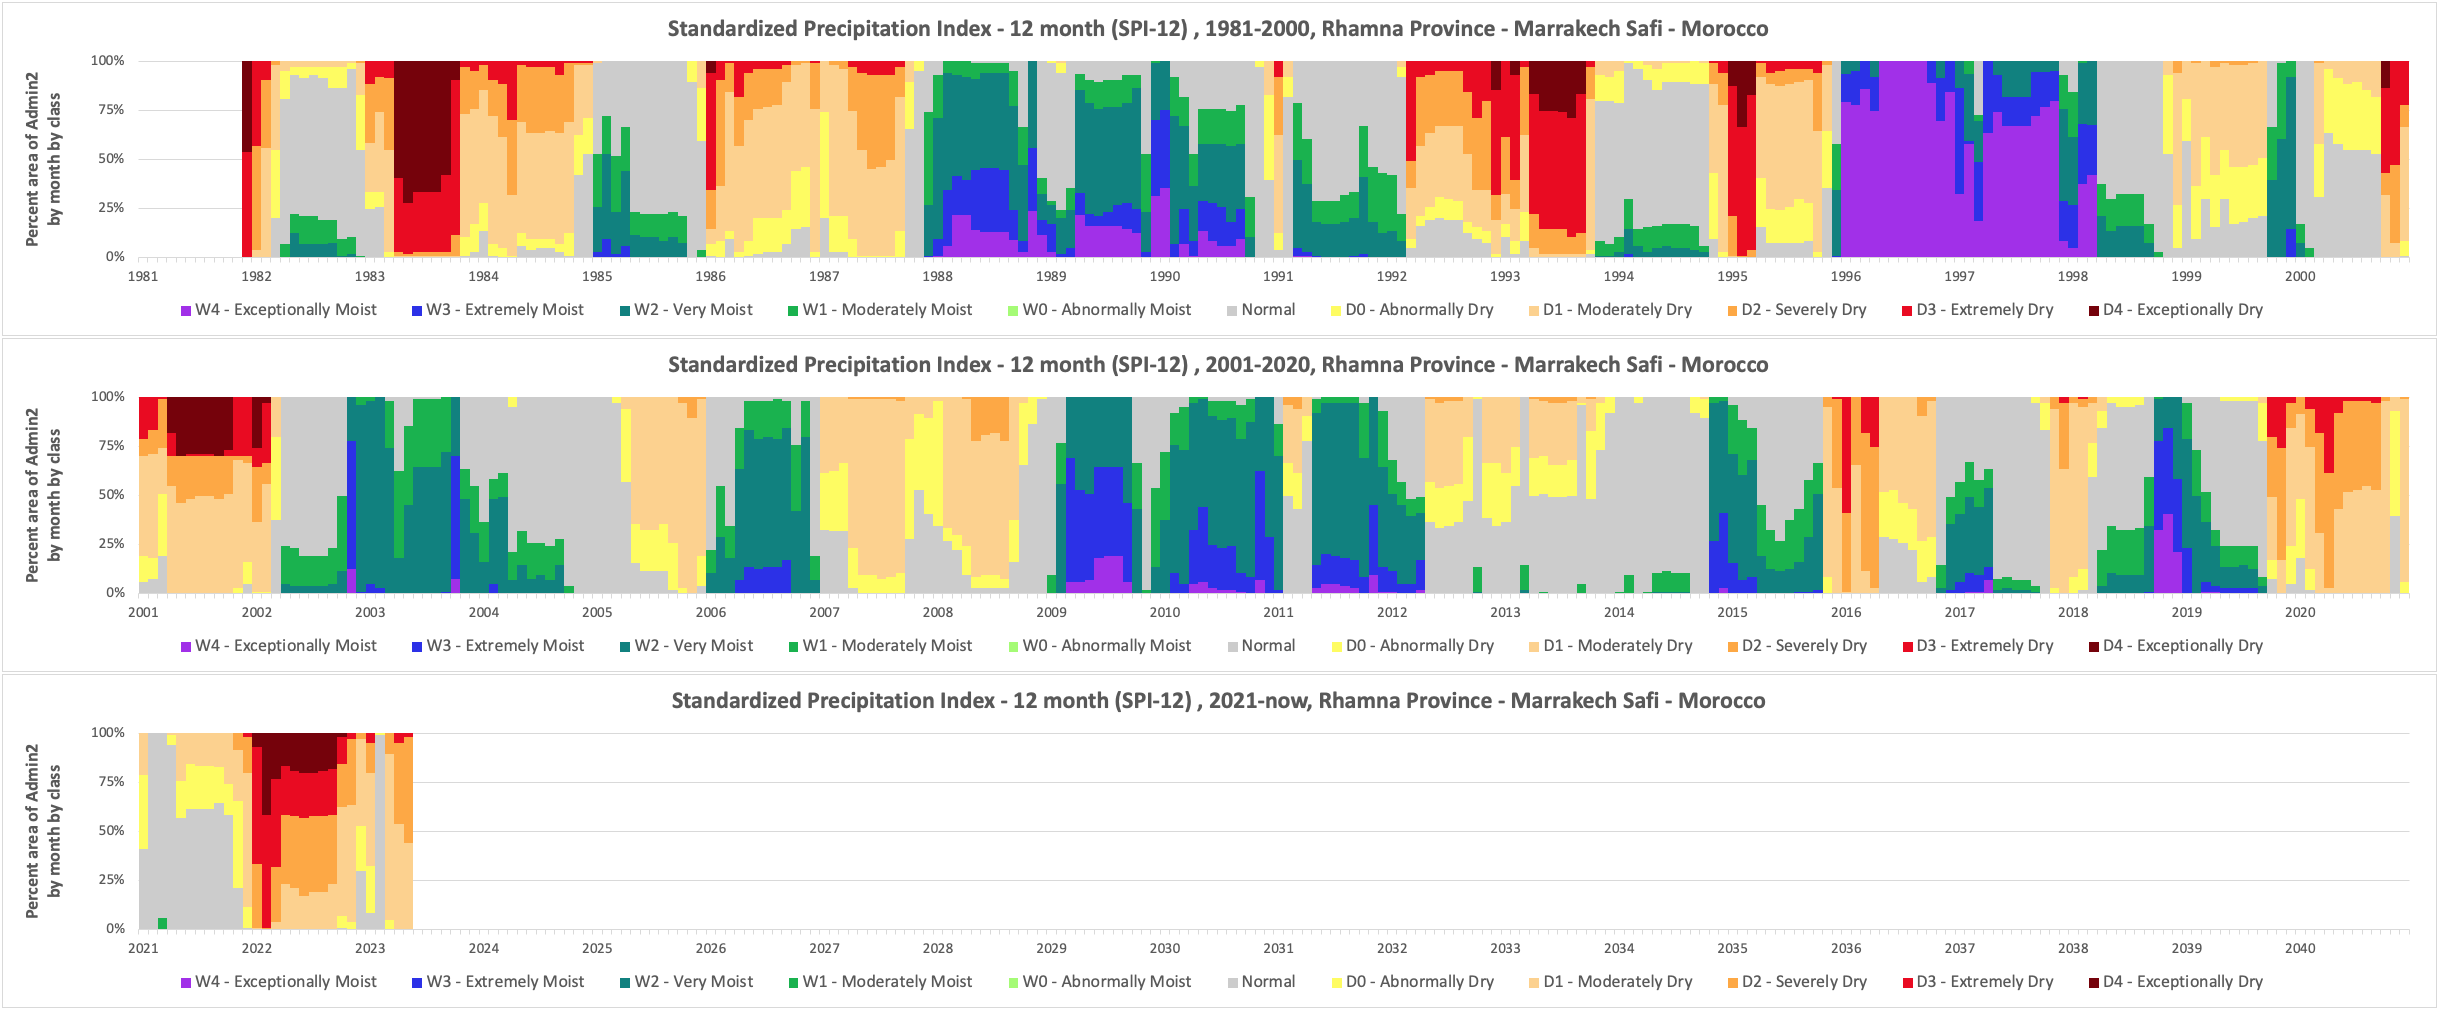 Standardized Precipitation Index - 12 month (SPI-12) , 1981-2000, Rhamna Province - Marrakech Safi - Morocco
Percent area of Admin2
by month by class
100%
75%
50%
25%
0%
1981 1982 1983 1984 1985 1986 1987 1988 1989 1990 1991 1992 1993 1994 1995 1996 1997 1998 1999 2000
W4 - Exceptionally Moist W3 - Extremely Moist W2 - Very Moist W1 - Moderately Moist W0 - Abnormally Moist Normal D0 - Abnormally Dry D1 - Moderately Dry D2 - Severely Dry D3 - Extremely Dry D4 - Exceptionally Dry
Standardized Precipitation Index - 12 month (SPI-12) , 2001-2020, Rhamna Province - Marrakech Safi - Morocco
Percent area of Admin2
by month by class
100%
75%
50%
25%
0%
2001 2002 2003 2004 2005 2006 2007 2008 2009 2010 2011 2012 2013 2014 2015 2016 2017 2018 2019 2020
W4 - Exceptionally Moist W3 - Extremely Moist W2 - Very Moist W1 - Moderately Moist W0 - Abnormally Moist Normal D0 - Abnormally Dry D1 - Moderately Dry D2 - Severely Dry D3 - Extremely Dry D4 - Exceptionally Dry
Standardized Precipitation Index - 12 month (SPI-12) , 2021-now, Rhamna Province - Marrakech Safi - Morocco
Percent area of Admin2
by month by class
100%
75%
50%
25%
0%
2021 2022 2023 2024 2025 2026 2027 2028 2029 2030 2031 2032 2033 2034 2035 2036 2037 2038 2039 2040
W4 - Exceptionally Moist W3 - Extremely Moist W2 - Very Moist W1 - Moderately Moist W0 - Abnormally Moist Normal D0 - Abnormally Dry D1 - Moderately Dry D2 - Severely Dry D3 - Extremely Dry D4 - Exceptionally Dry